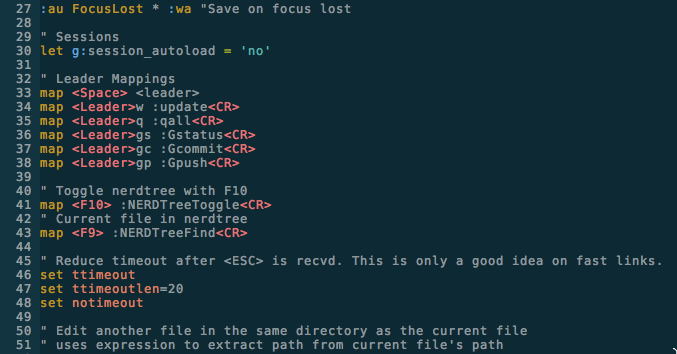 27 :au FocusLost * :wa "Save on focus lost
28
29 " Sessions
30 let g:session_autoload = 'no'
31
32 " Leader Mappings
33 map <Space> <leader>
34 map <Leader>w :update<CR>
35 map <Leader>q :qall<CR>
36 map <Leader>gs :Gstatus<CR>
37 map <Leader>gc :Gcommit<CR>
38 map <Leader>gp :Gpush<CR>
39
40 " Toggle nerdtree with F10
41 map <F10> :NERDTreeToggle<CR>
42 " Current file in nerdtree
43 map <F9> :NERDTreeFind<CR>
44
45 " Reduce timeout after <ESC> is recvd. This is only a good idea on fast links.
46 set ttimeout
47 set ttimeoutlen=20
48 set notimeout
49
50 " Edit another file in the same directory as the current file
51 " uses expression to extract path from current file's path